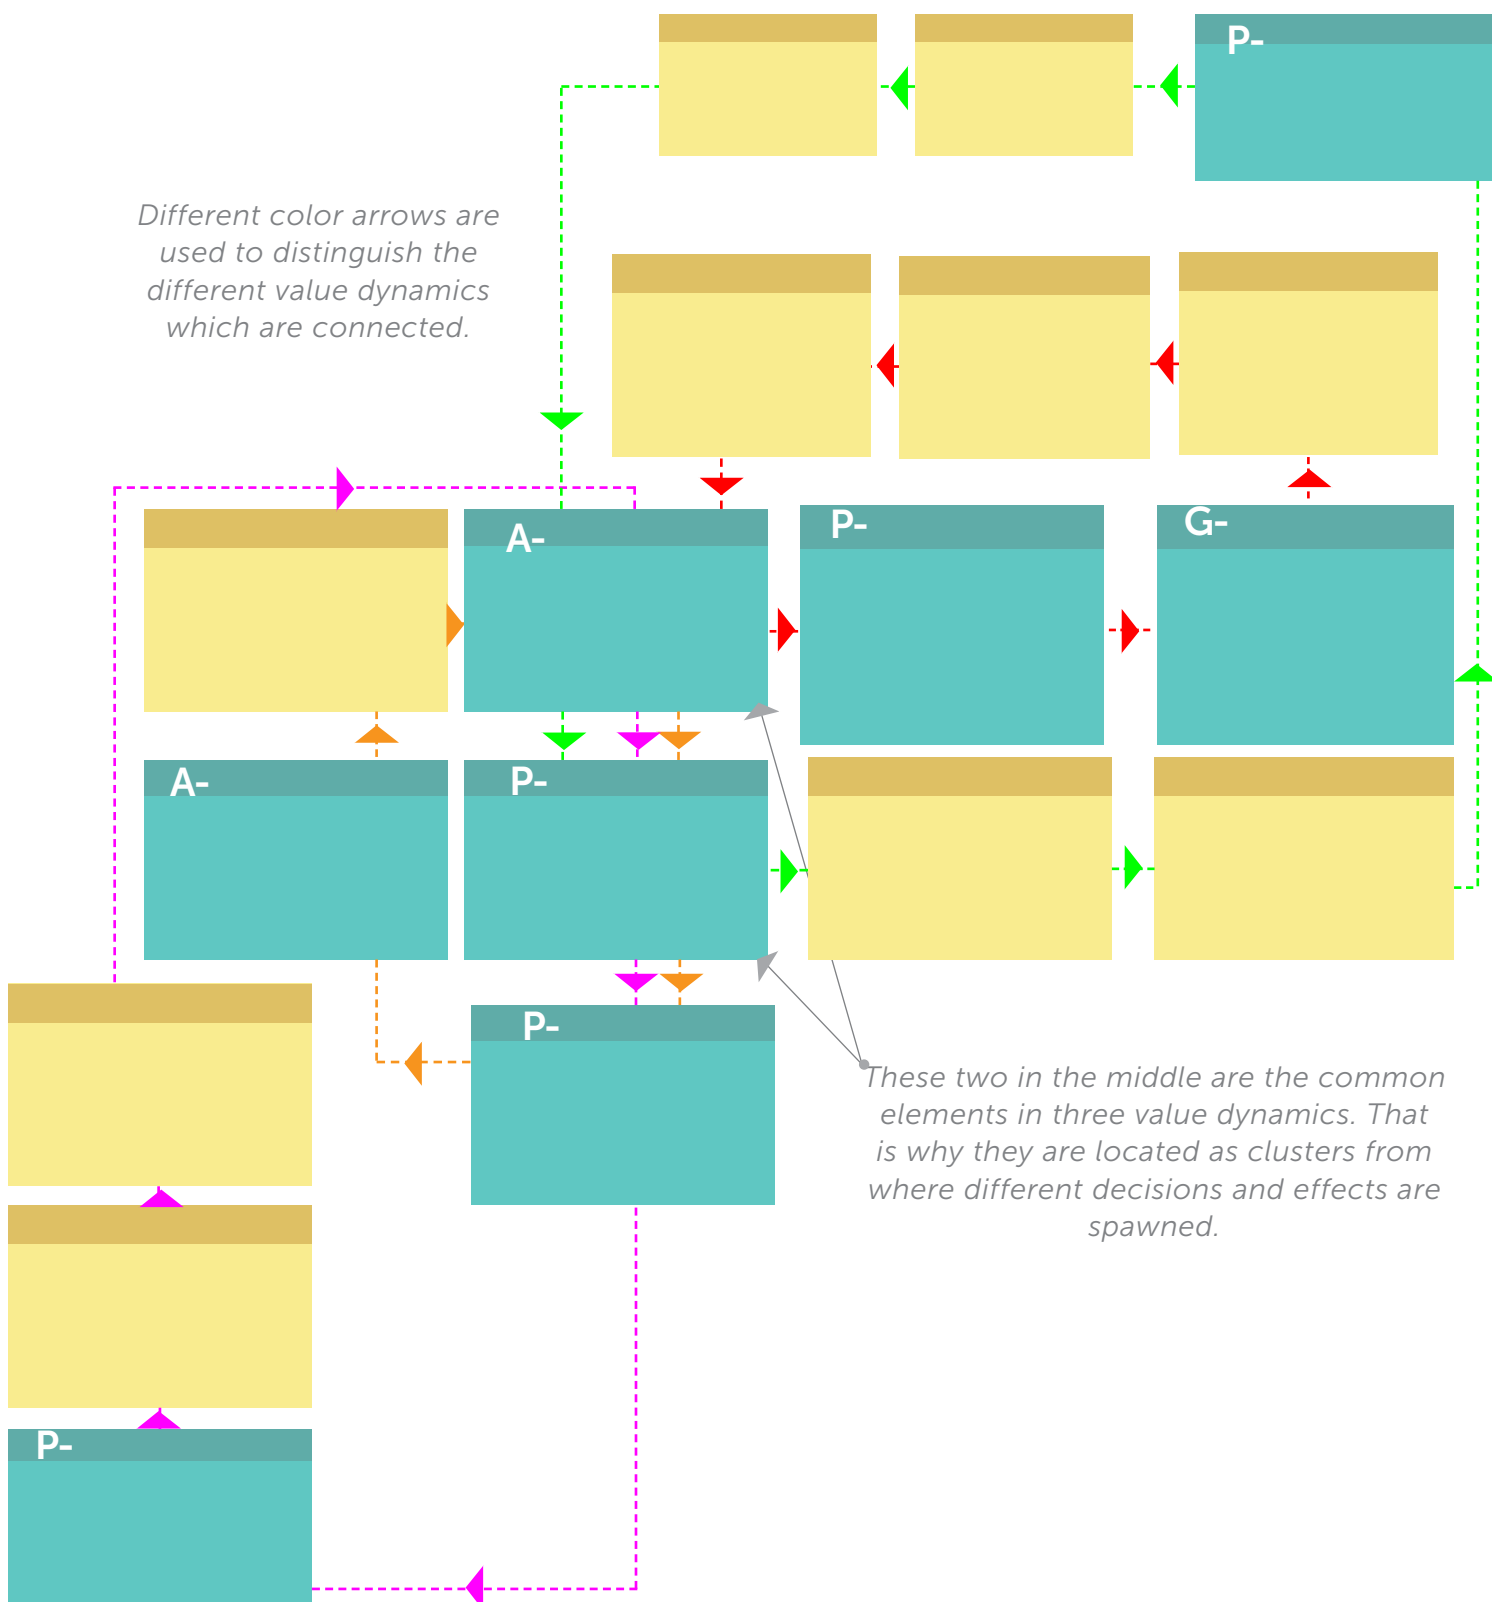 P-
Different color arrows are
used to distinguish the
different value dynamics
which are connected.
A-
P-
G-
A-
P-
P-
These two in the middle are the common
elements in three value dynamics. That
is why they are located as clusters from
where different decisions and effects are
spawned.
P-